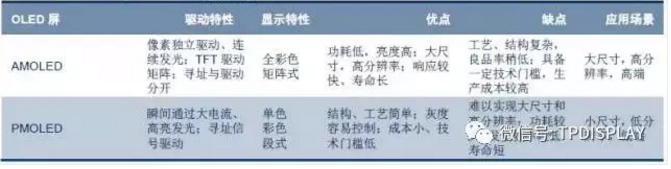 OLED 屏 驱动特性 显示特性 优点 缺点 应用场景
AMOLED
像素独立驱动、连
续发光；TFT 驱动
矩阵；寻址与驱动
分开
全彩色
矩阵式
功耗低，亮度高；大尺
寸，高分辨率；响应较
快、寿命长
工艺、结构复杂，
良品率稍低；具备
一定技术门槛，生
产成本较高
大尺寸，高分
辨率，高端
PMOLED
瞬间通过大电流、
高亮发光；寻址信
号驱动
单色
彩色
段式
结构、工艺简单；灰度
容易控制；成本小、技
术门槛低
难以实现大尺寸和
高分辨率，功耗较
寿命短
小尺寸，低分
微信号: TPDISPLAY